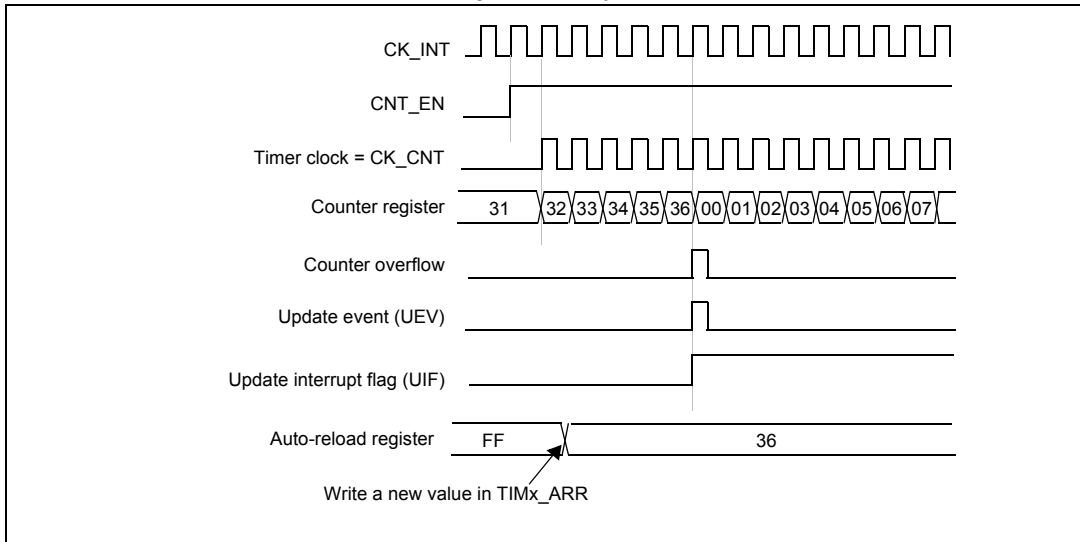 CK_INT
CNT_EN
Timer clock = CK_CNT
Counter register 31 32 33 34 35 36 00 01 02 03 04 05 06 07
Counter overflow
Update event (UEV)
Update interrupt flag (UIF)
Auto-reload register FF 36
Write a new value in TIMx_ARR